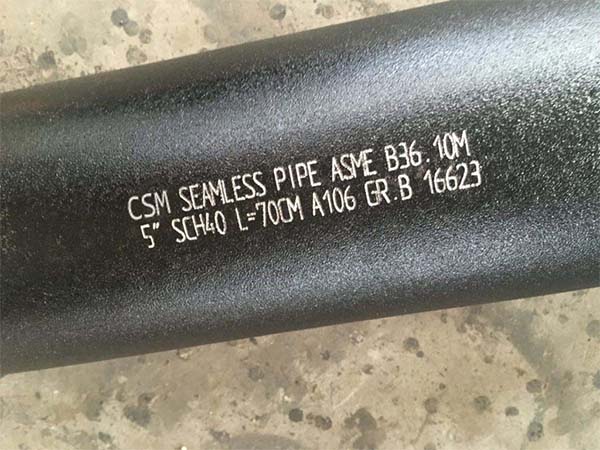 CSM SEAMLESS PIPE ASME B36.10M
5" SCH40 L=70CM A106 GR.B 16623